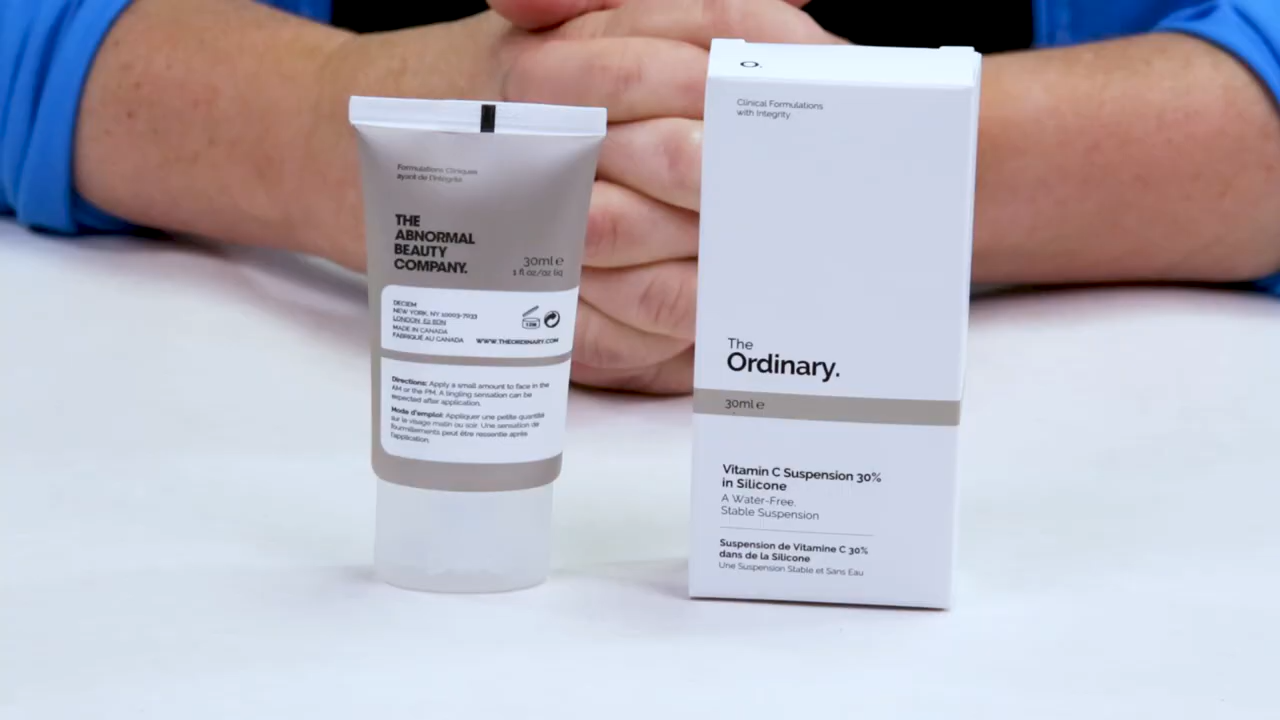 Formulations Cliniques
ayant de l'Intégrité
THE
ABNORMAL
BEAUTY
COMPANY.
30ml e
1 fl oz/oz liq
DECIEM
NEW YORK, NY 10003-7033
LONDON, E2 8DN
MADE IN CANADA
FABRIQUÉ AU CANADA
WWW.THEORDINARY.COM
Directions: Apply a small amount to face in the
AM or the PM. A tingling sensation can be
expected after application.
Mode d'emploi: Appliquer une petite quantité
sur le visage matin ou soir. Une sensation de
fourmillements peut être ressentie après
l'application.
O.
Clinical Formulations
with Integrity.
The
Ordinary.
30ml e
Vitamin C Suspension 30%
in Silicone
A Water-Free,
Stable Suspension
Suspension de Vitamine C 30%
dans de la Silicone
Une Suspension Stable et Sans Eau